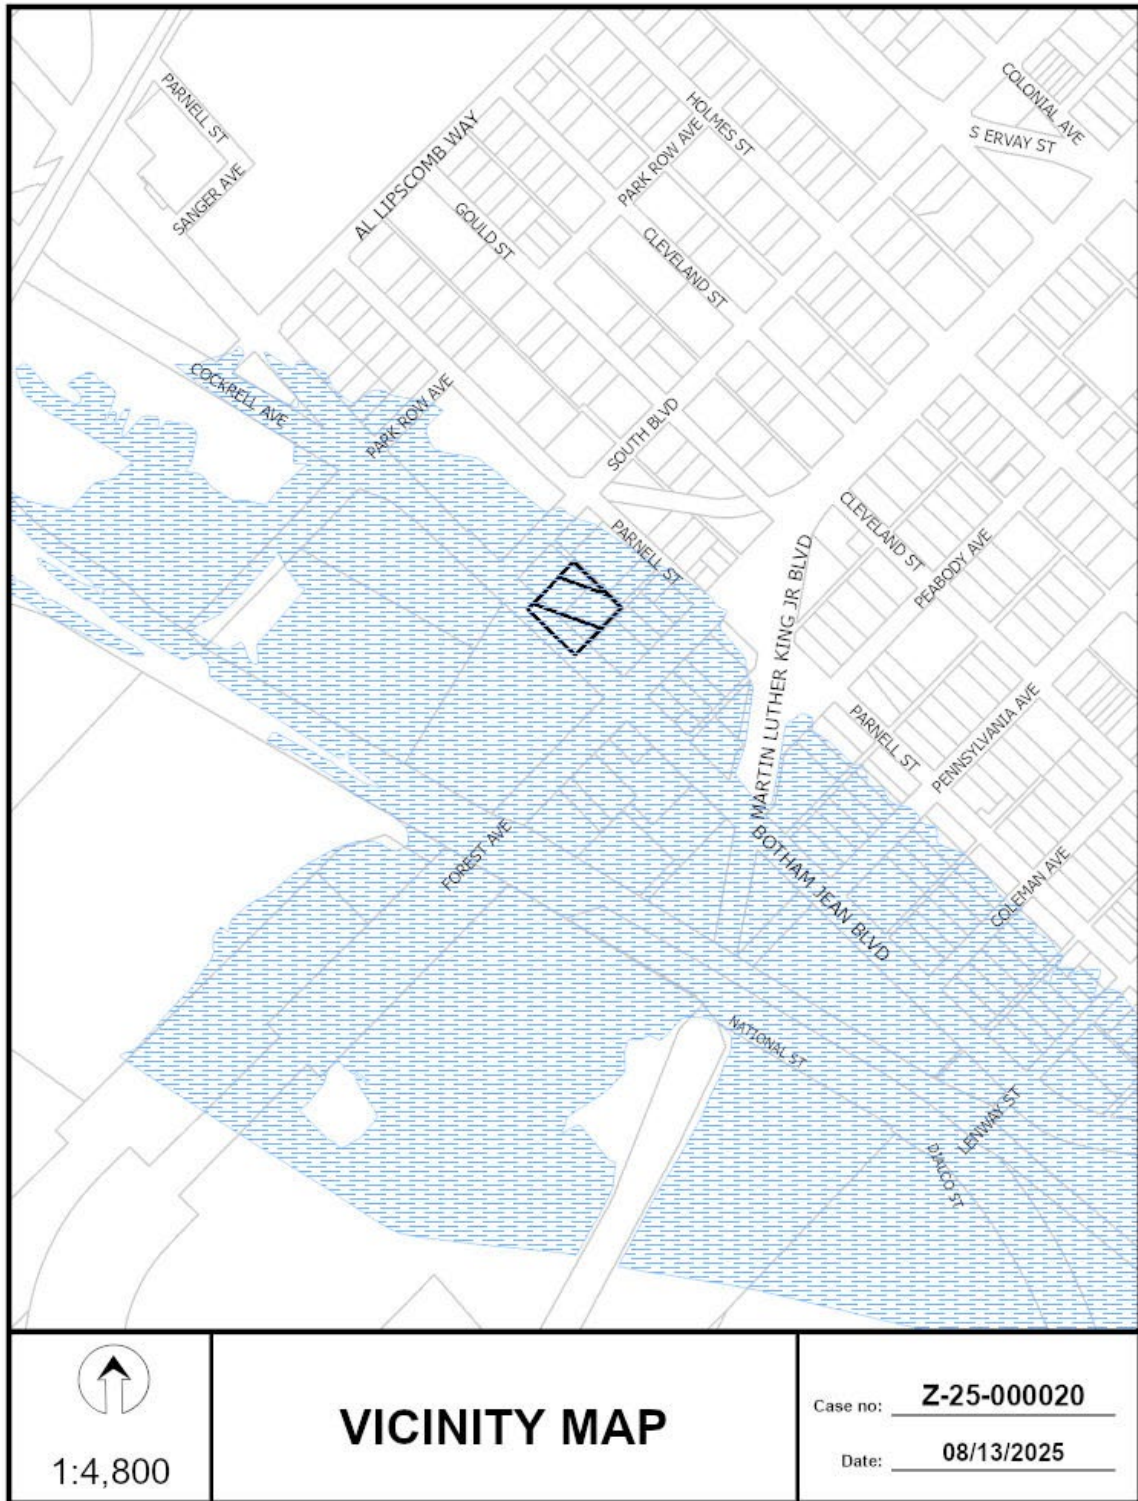 COLONIAL AVE
PARNELL ST
HOLMES ST
S ERVAY ST
AL LIPSCOMB WAY
PARK ROW AVE
SANGER AVE
GOULD ST
CLEVELAND ST
COCKRELL AVE
PARK ROW AVE
SOUTH BLVD
CLEVELAND ST
PARNELL ST
PEABODY AVE
MARTIN LUTHER KING JR BLVD
PARNELL ST
PENNSYLVANIA AVE
FOREST AVE
BOTHAM JEAN BLVD
COLEMAN AVE
NATIONAL ST
LENWAY ST
DIALCO ST
1:4,800
VICINITY MAP
Case no: Z-25-000020
Date: 08/13/2025